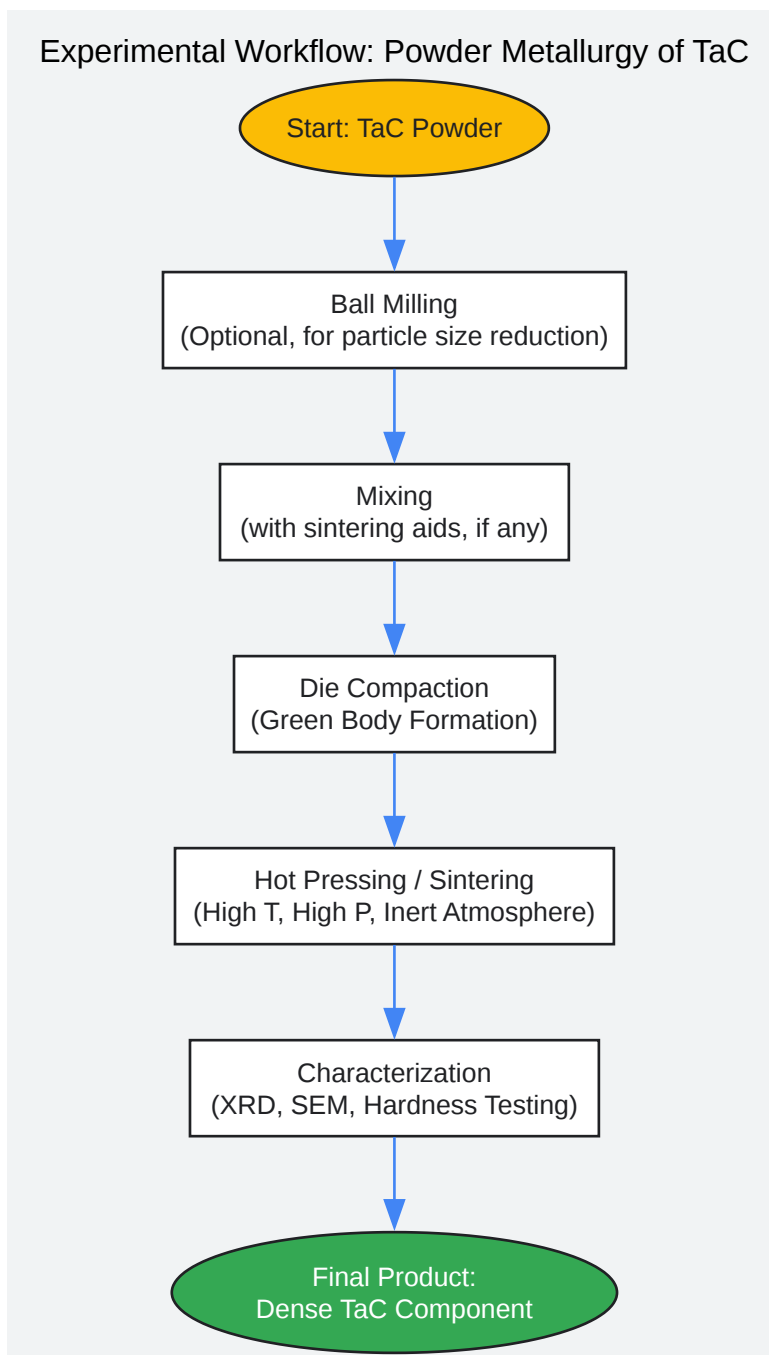 Experimental Workflow: Powder Metallurgy of TaC
Start: TaC Powder
Ball Milling
(Optional, for particle size reduction)
Mixing
(with sintering aids, if any)
Die Compaction
(Green Body Formation)
Hot Pressing / Sintering
(High T, High P, Inert Atmosphere)
Characterization
(XRD, SEM, Hardness Testing)
Final Product:
Dense TaC Component